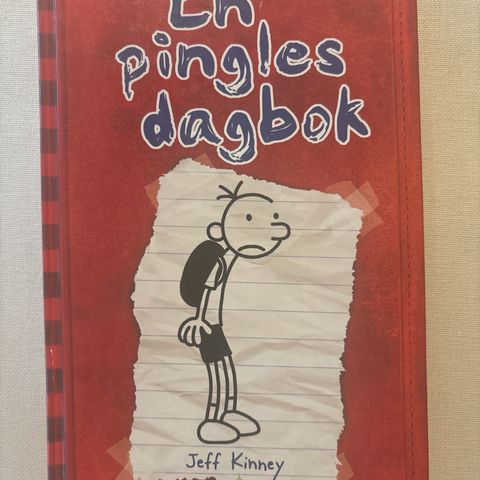 En
pingles
dagbok
Jeff Kinney